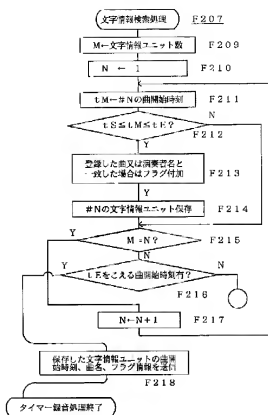 文字情報検索処理 F207
M←文字情報ユニット数 F209
N ← 1 F210
tM←#Nの曲開始時刻 F211
tS≦tM≦tE? N
F212
Y
登録した曲又は演奏者名と
一致した場合はフラグ付加 F213
#Nの文字情報ユニット保存 F214
Y M=N? F215
N
tEをこえる曲開始時刻有? N
Y
F216
N←N+1 F217
保存した文字情報ユニットの曲開
始時刻、曲名、フラグ情報を送信
F218
タイマー録音処理終了